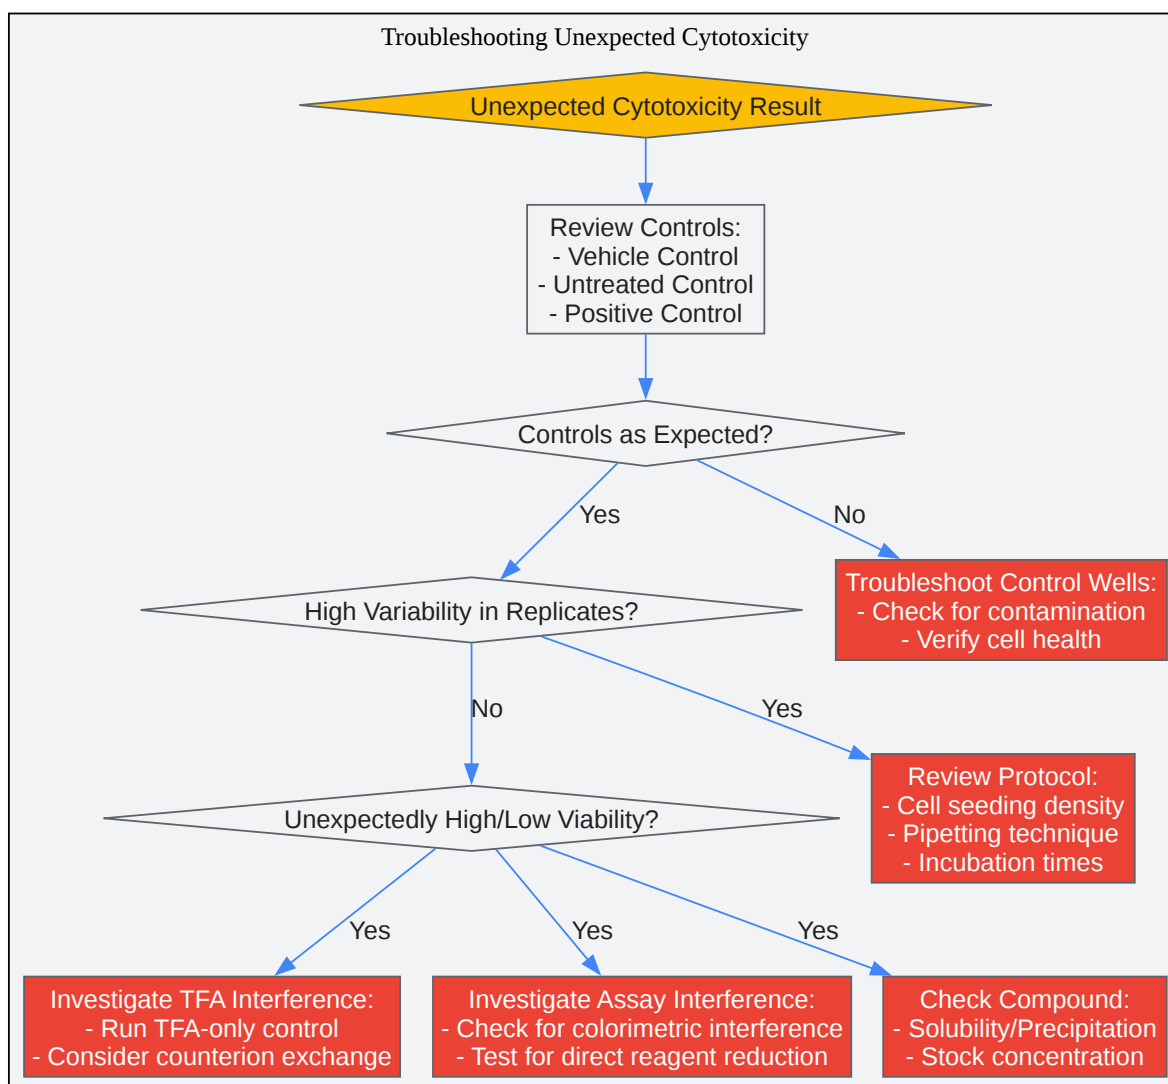 Troubleshooting Unexpected Cytotoxicity
Unexpected Cytotoxicity Result
Review Controls:
- Vehicle Control
- Untreated Control
- Positive Control
Controls as Expected?
Yes
No
Troubleshoot Control Wells:
- Check for contamination
- Verify cell health
High Variability in Replicates?
No
Yes
Review Protocol:
- Cell seeding density
- Pipetting technique
- Incubation times
Unexpectedly High/Low Viability?
Yes
Yes
Yes
Investigate TFA Interference:
- Run TFA-only control
- Consider counterion exchange
Investigate Assay Interference:
- Check for colorimetric interference
- Test for direct reagent reduction
Check Compound:
- Solubility/Precipitation
- Stock concentration